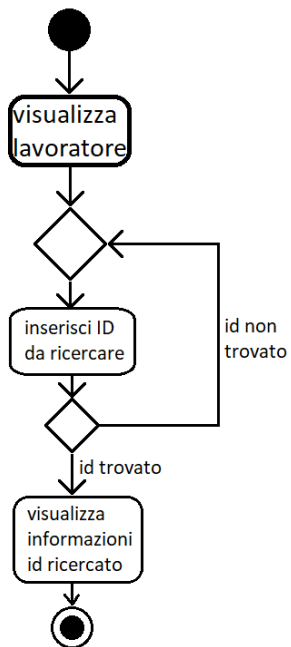 visualizza
lavoratore
inserisci ID
da ricercare
id non
trovato
id trovato
visualizza
informazioni
id ricercato